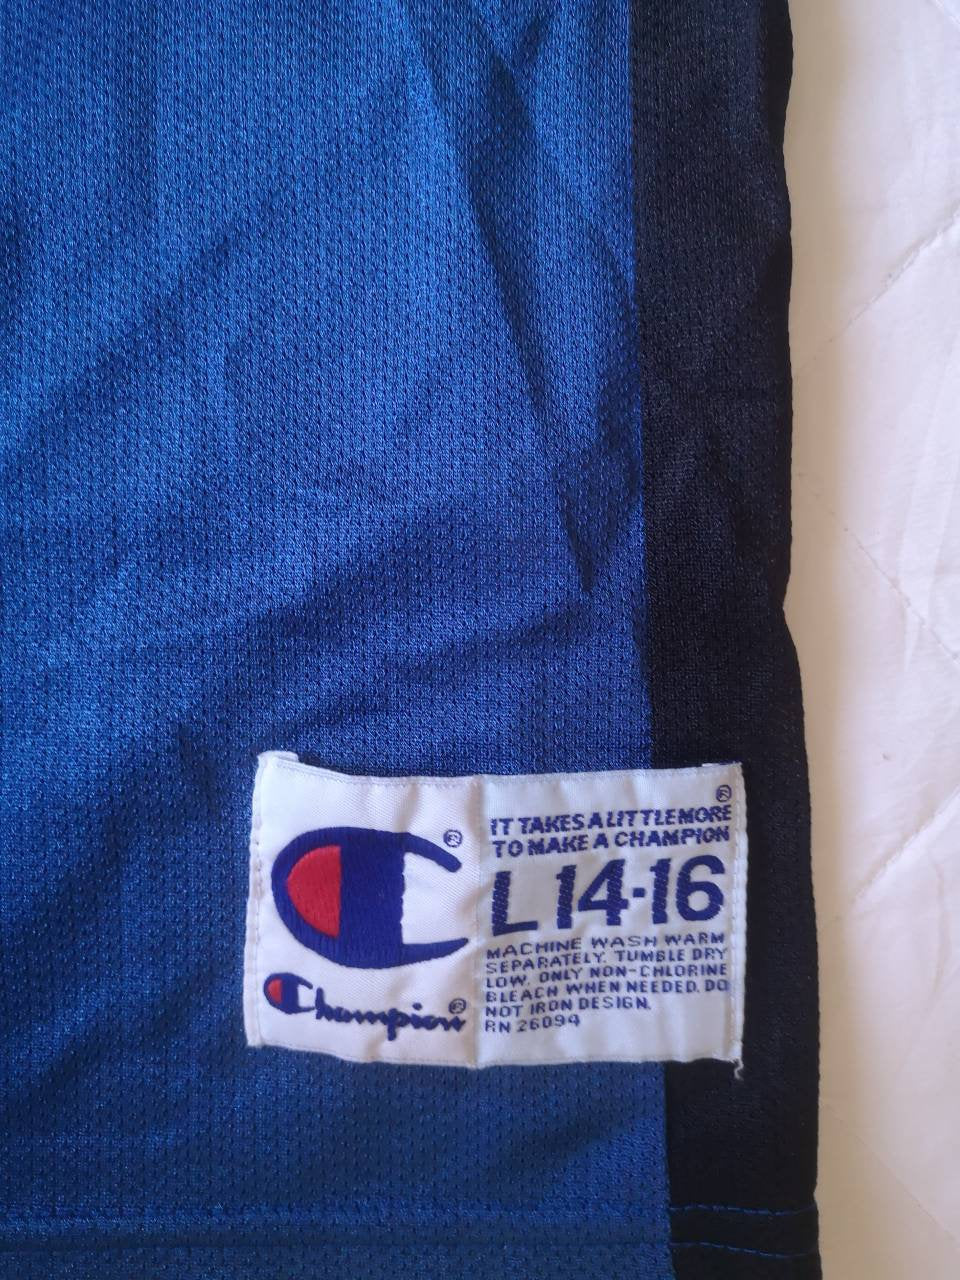 Champion®
®
IT TAKES A LITTLE MORE
TO MAKE A CHAMPION
L 14-16
MACHINE WASH WARM
SEPARATELY. TUMBLE DRY
LOW. ONLY NON-CHLORINE
BLEACH WHEN NEEDED. DO
NOT IRON DESIGN.
RN 26094